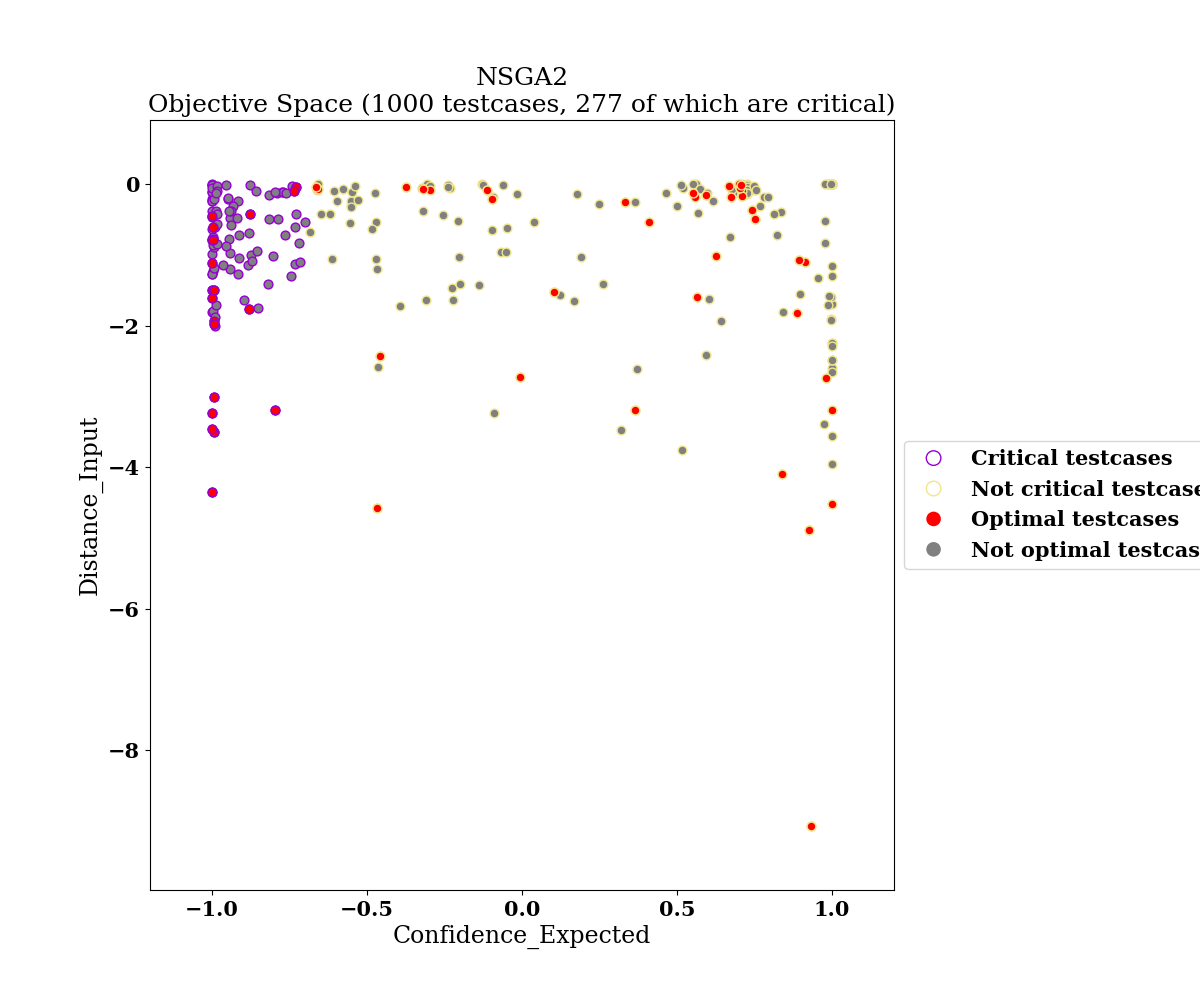 NSGA2
Objective Space (1000 testcases, 277 of which are critical)
0
−2
−4
−6
−8
Distance_Input
−1.0
−0.5
0.0
0.5
1.0
Confidence_Expected
Critical testcases
Not critical testcase
Optimal testcases
Not optimal testcas